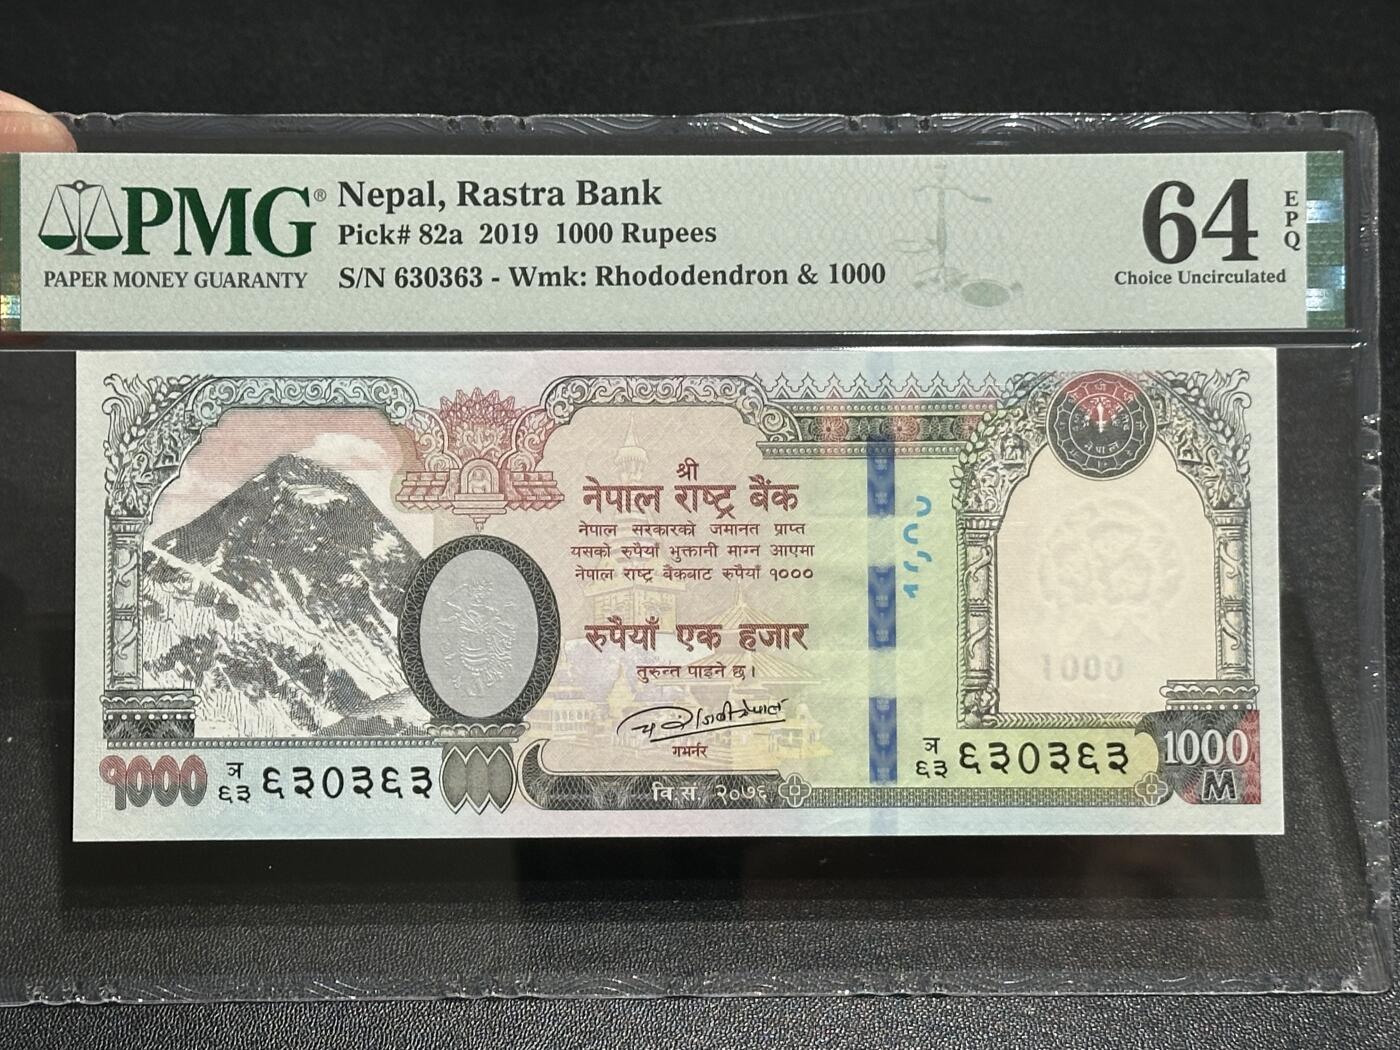 PMG®
PAPER MONEY GUARANTY
Nepal, Rastra Bank
Pick# 82a 2019 1000 Rupees
S/N 630363 - Wmk: Rhododendron & 1000
64
EPQ
Choice Uncirculated
श्री
नेपाल राष्ट्र बैंक
नेपाल सरकारको जमानत प्राप्त
यसको रुपैयाँ भुक्तानी माग्न आएमा
नेपाल राष्ट्र बैंकबाट रुपैयाँ १०००
रुपैयाँ एक हजार
तुरुन्त पाइने छ।
गभर्नर
१०००
1000
१०००
ञ
६३ ६३०३६३
वि.सं. २०७६
ञ
६३ ६३०३६३
1000
M